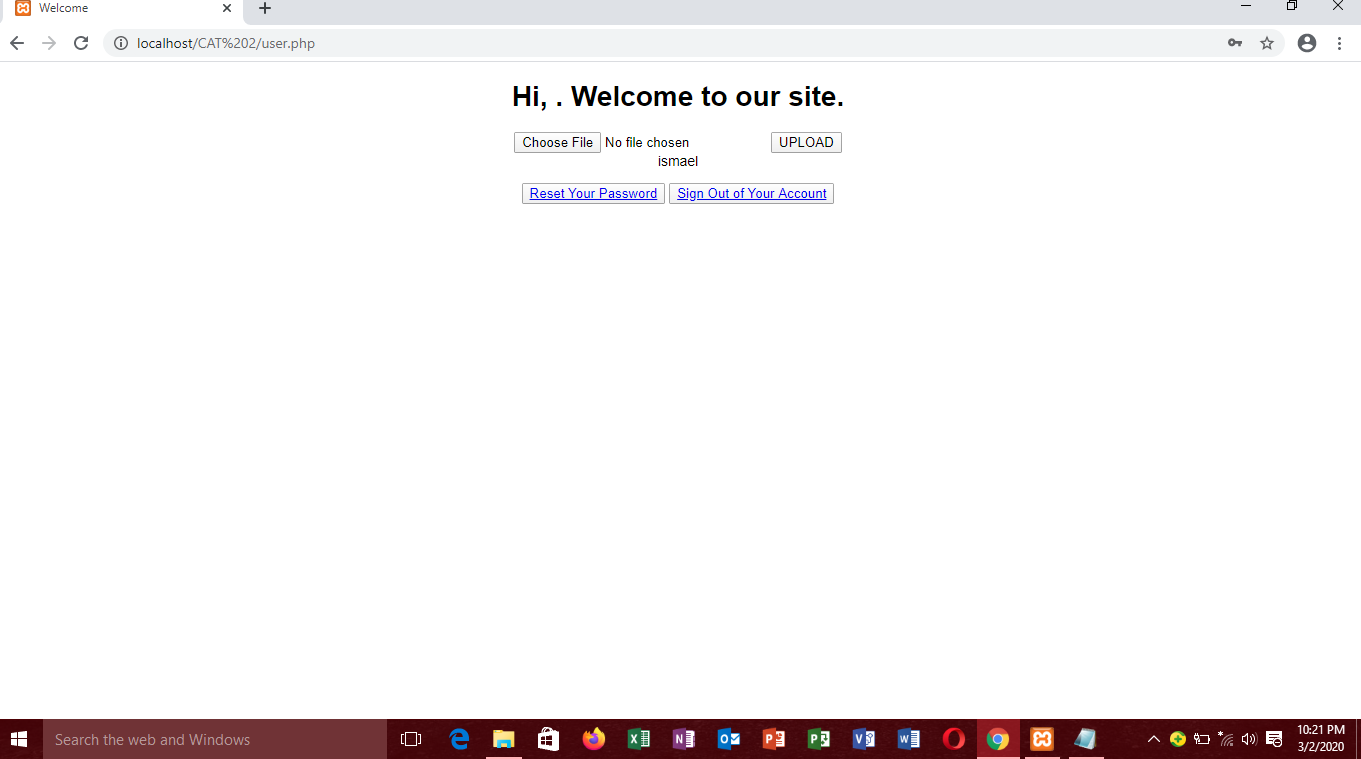 Welcome
localhost/CAT%202/user.php
Hi, . Welcome to our site.
Choose File No file chosen UPLOAD
ismael
Reset Your Password Sign Out of Your Account
Search the web and Windows
10:21 PM
3/2/2020